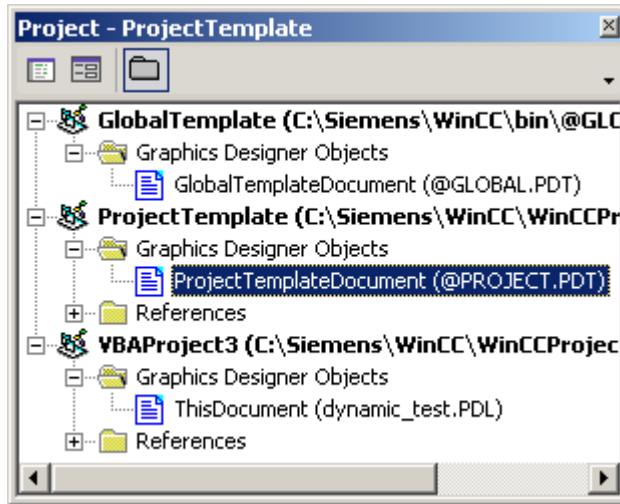 Project - ProjectTemplate
GlobalTemplate (C:\Siemens\WinCC\bin\@GLC
Graphics Designer Objects
GlobalTemplateDocument (@GLOBAL.PDT)
ProjectTemplate (C:\Siemens\WinCC\WinCCPr
Graphics Designer Objects
ProjectTemplateDocument (@PROJECT.PDT)
References
VBAProject3 (C:\Siemens\WinCC\WinCCProjec
Graphics Designer Objects
ThisDocument (dynamic_test.PDL)
References